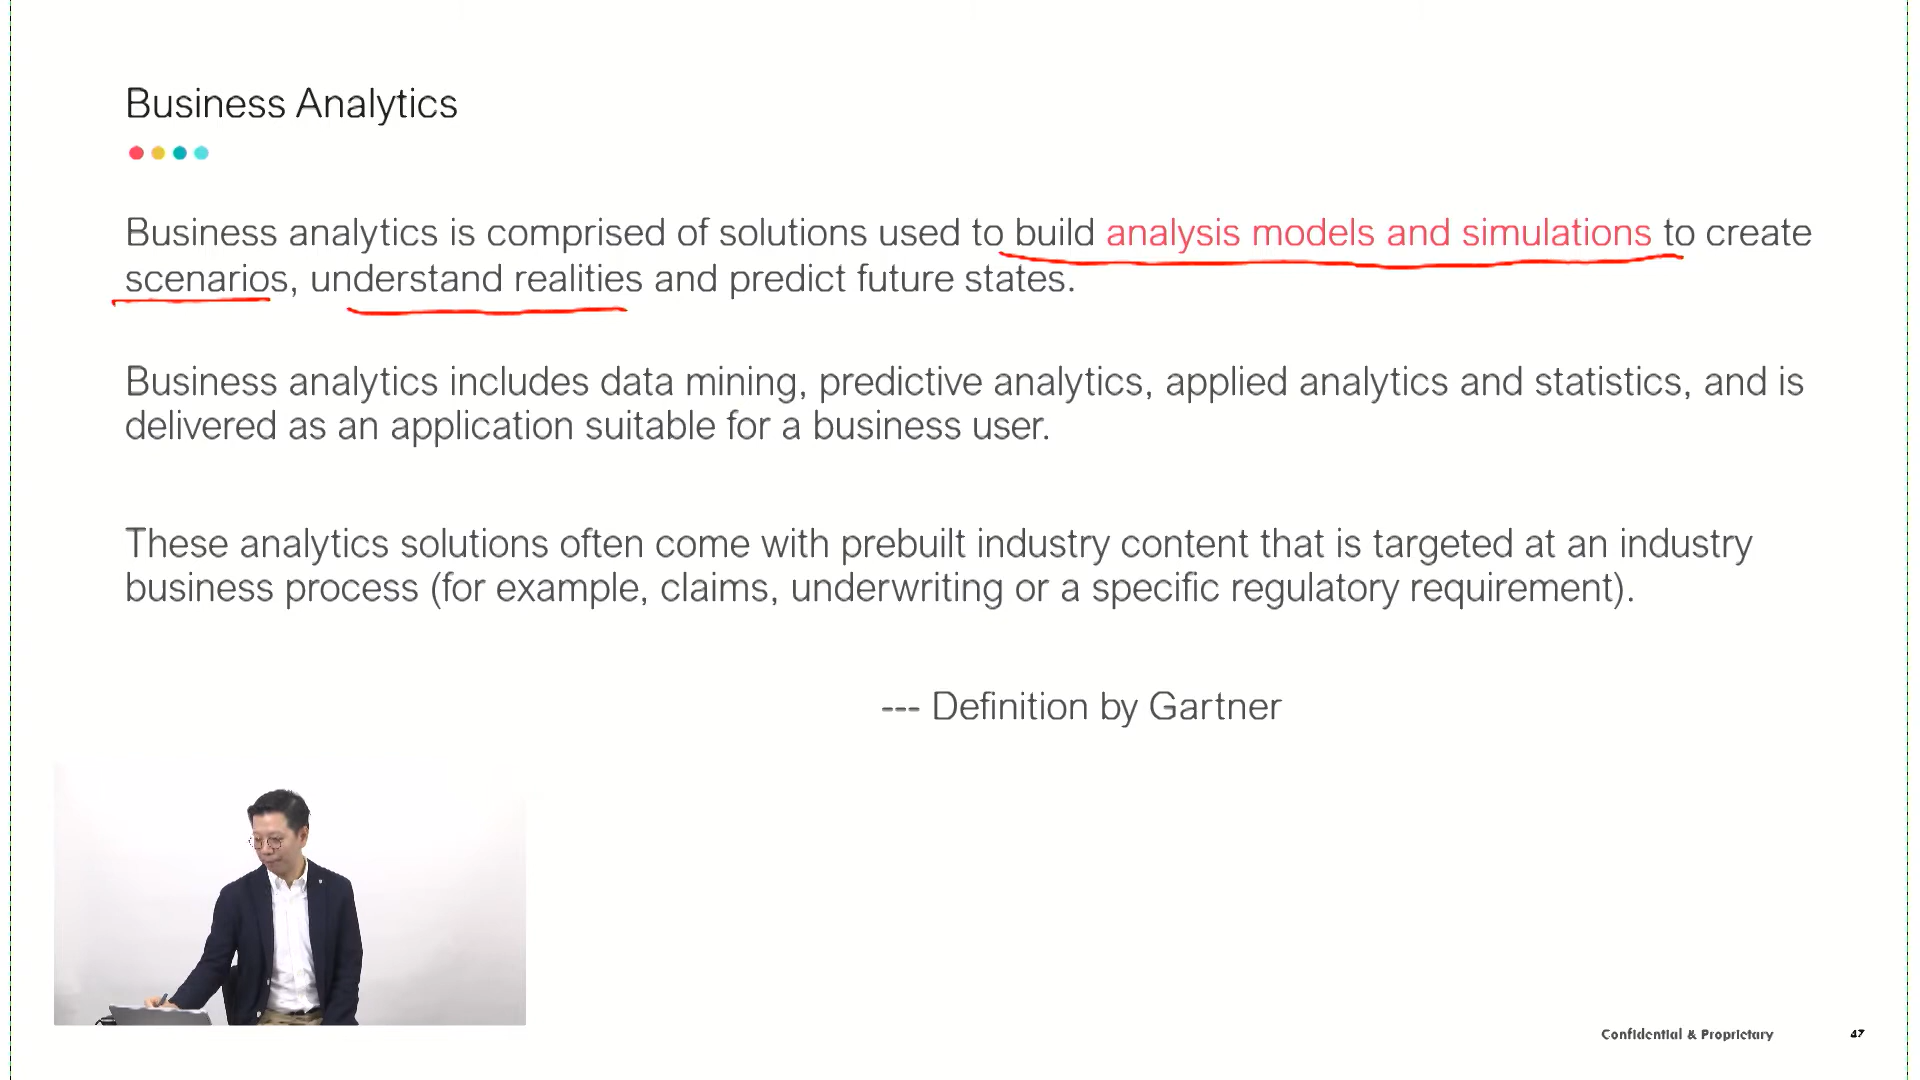 Business Analytics
Business analytics is comprised of solutions used to build analysis models and simulations to create
scenarios, understand realities and predict future states.
Business analytics includes data mining, predictive analytics, applied analytics and statistics, and is
delivered as an application suitable for a business user.
These analytics solutions often come with prebuilt industry content that is targeted at an industry
business process (for example, claims, underwriting or a specific regulatory requirement).
--- Definition by Gartner
Confidential & Proprietary
47